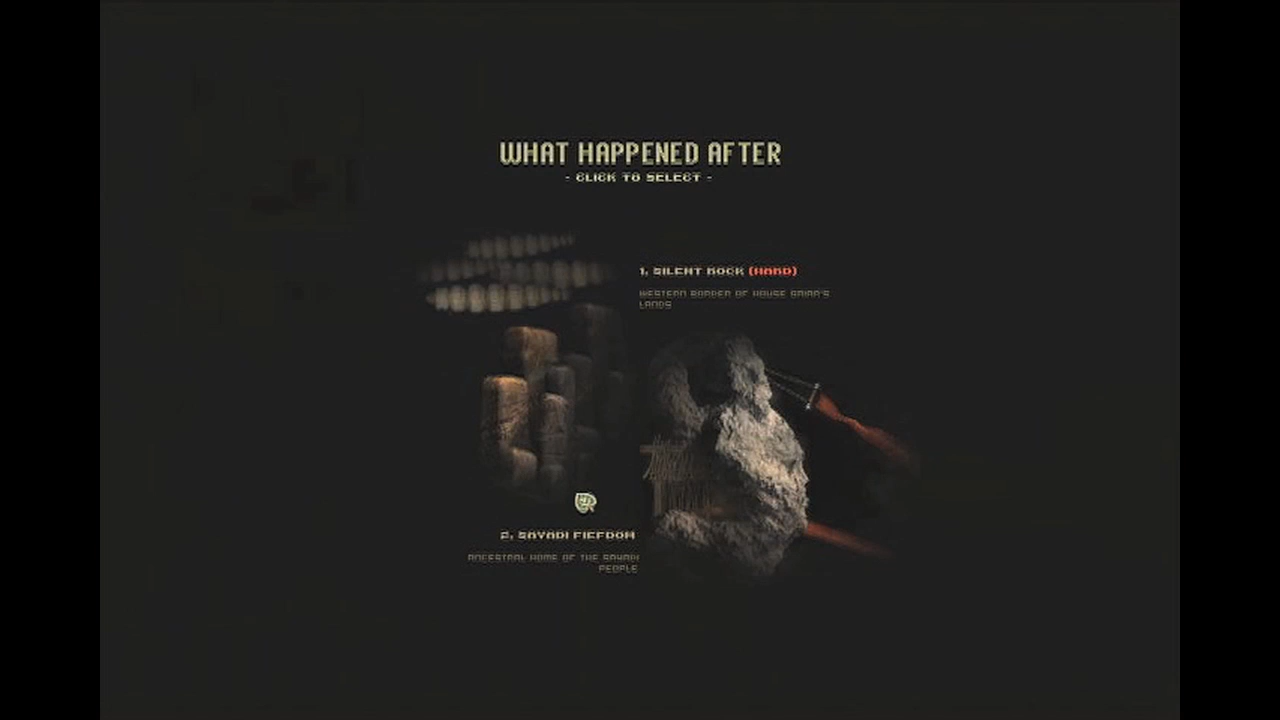 WHAT HAPPENED AFTER
- CLICK TO SELECT -
1. SILENT ROCK (HARD)
WESTERN BORDER OF HOUSE
LANDS
2. SAYADI FIEFDOM
ANCESTRAL HOME OF THE SAYADI
PEOPLE